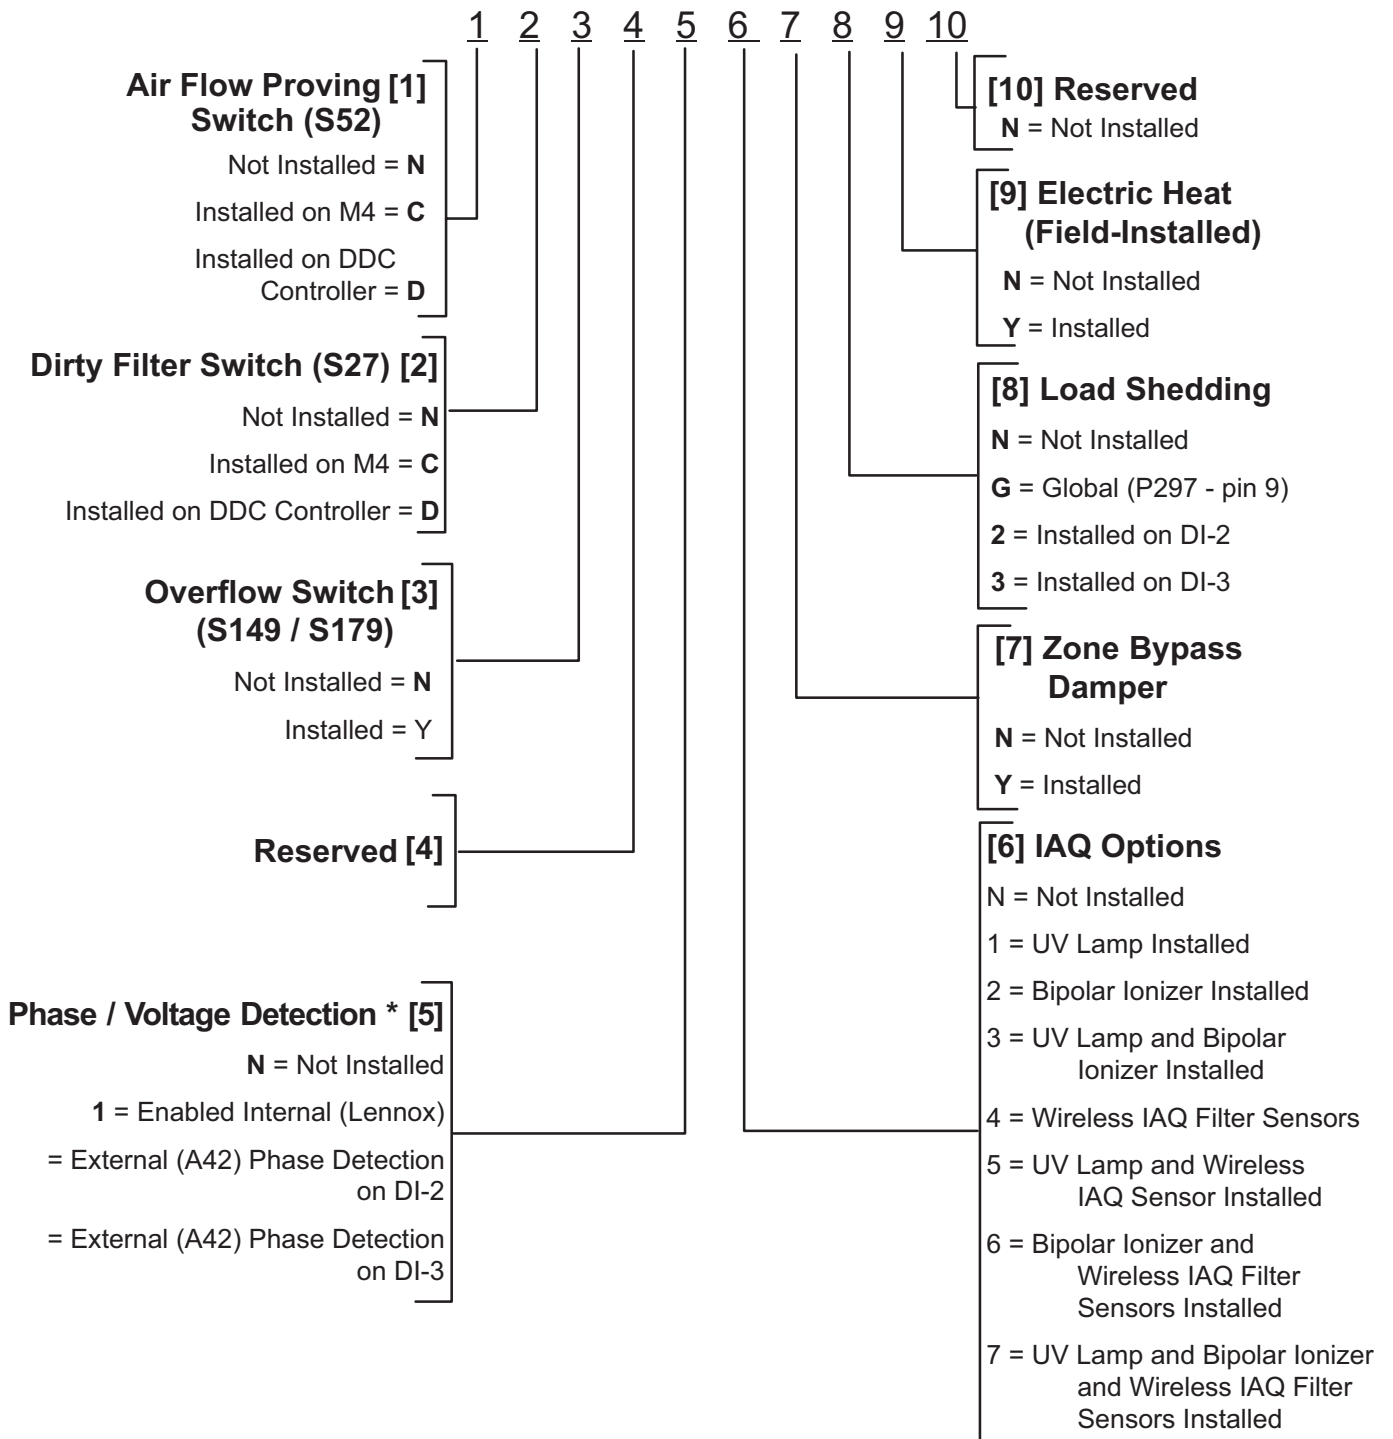 1 2 3 4 5 6 7 8 9 10
Air Flow Proving [1]
Switch (S52)
Not Installed = N
Installed on M4 = C
Installed on DDC
Controller = D
Dirty Filter Switch (S27) [2]
Not Installed = N
Installed on M4 = C
Installed on DDC Controller = D
Overflow Switch [3]
(S149 / S179)
Not Installed = N
Installed = Y
Reserved [4]
Phase / Voltage Detection * [5]
N = Not Installed
1 = Enabled Internal (Lennox)
= External (A42) Phase Detection
on DI-2
= External (A42) Phase Detection
on DI-3
[10] Reserved
N = Not Installed
[9] Electric Heat
(Field-Installed)
N = Not Installed
Y = Installed
[8] Load Shedding
N = Not Installed
G = Global (P297 - pin 9)
2 = Installed on DI-2
3 = Installed on DI-3
[7] Zone Bypass
Damper
N = Not Installed
Y = Installed
[6] IAQ Options
N = Not Installed
1 = UV Lamp Installed
2 = Bipolar Ionizer Installed
3 = UV Lamp and Bipolar
Ionizer Installed
4 = Wireless IAQ Filter Sensors
5 = UV Lamp and Wireless
IAQ Sensor Installed
6 = Bipolar Ionizer and
Wireless IAQ Filter
Sensors Installed
7 = UV Lamp and Bipolar Ionizer
and Wireless IAQ Filter
Sensors Installed